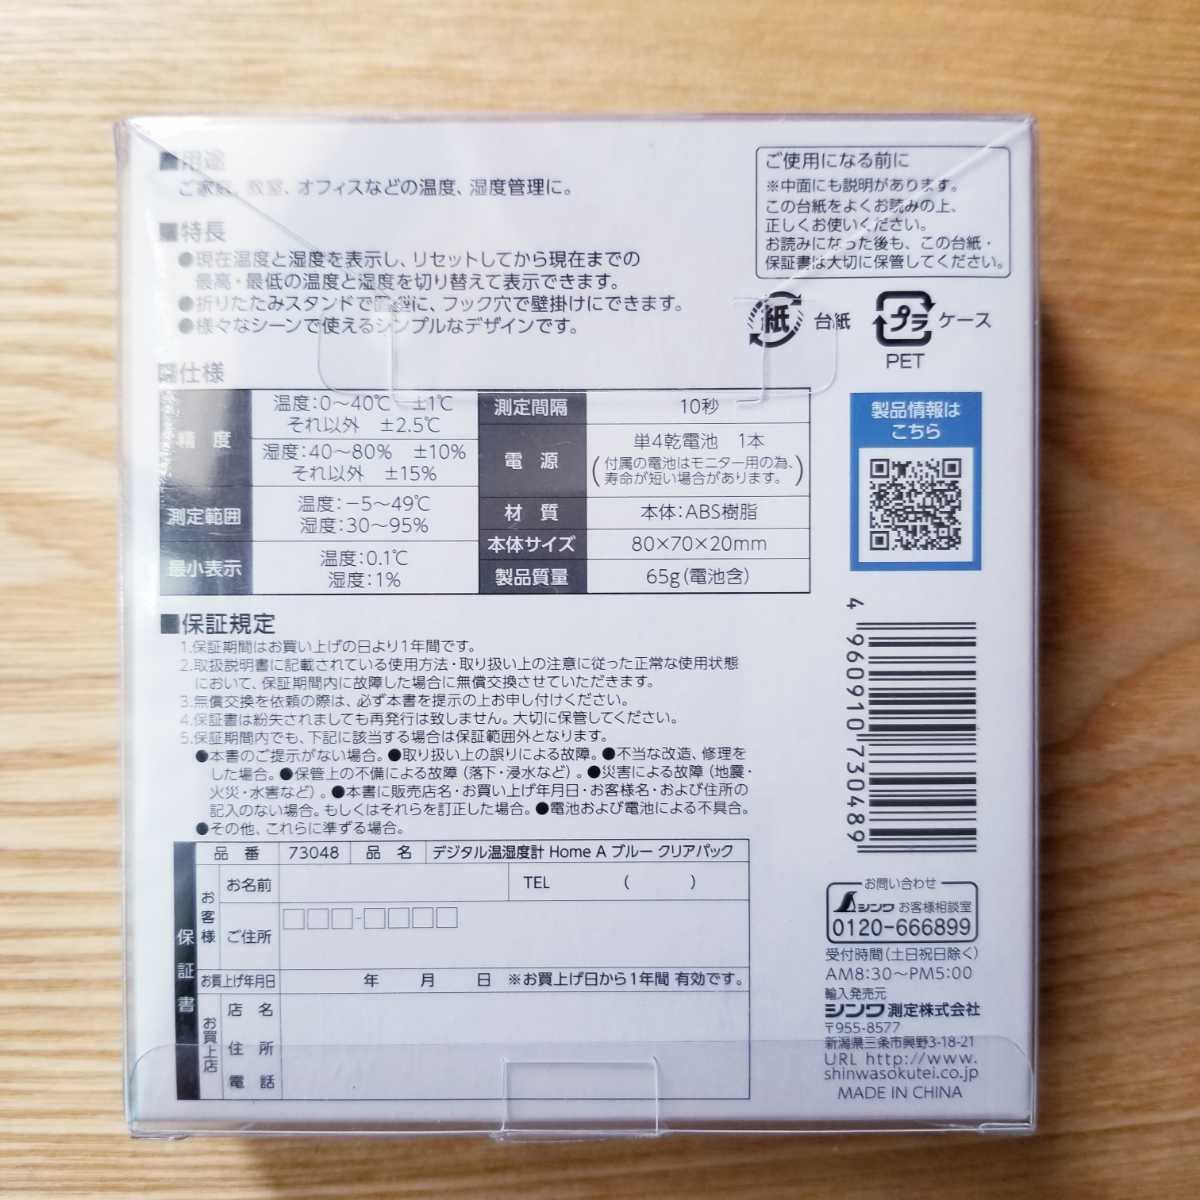 ■用途
ご家庭、教室、オフィスなどの温度、湿度管理に。
■特長
●現在温度と湿度を表示し、リセットしてから現在までの
最高・最低の温度と湿度を切り替えて表示できます。
●折りたたみスタンドで に、フック穴で壁掛けにできます。
●様々なシーンで使えるシンプルなデザインです。
ご使用になる前に
※中面にも説明があります。
この台紙をよくお読みの上、
正しくお使いください。
お読みになった後も、この台紙・
保証書は大切に保管してください。
紙 台紙
プラ ケース
PET
■仕様
精 度
温度:0～40℃ ±1℃
それ以外 ±2.5℃
湿度:40～80% ±10%
それ以外 ±15%
測定範囲
温度:−5～49℃
湿度:30～95%
最小表示
温度:0.1℃
湿度:1%
測定間隔 10秒
電 源
単4乾電池 1本
(付属の電池はモニター用の為、
寿命が短い場合があります。)
材 質 本体:ABS樹脂
本体サイズ 80×70×20mm
製品質量 65g(電池含)
製品情報は
こちら
4 960910 730489
■保証規定
1.保証期間はお買い上げの日より1年間です。
2.取扱説明書に記載されている使用方法・取り扱い上の注意に従った正常な使用状態
において、保証期間内に故障した場合に無償交換させていただきます。
3.無償交換を依頼の際は、必ず本書を提示の上お申し付けください。
4.保証書は紛失されましても再発行は致しません。大切に保管してください。
5.保証期間内でも、下記に該当する場合は保証範囲外となります。
●本書のご提示がない場合。●取り扱い上の誤りによる故障。●不当な改造、修理を
した場合。●保管上の不備による故障(落下・浸水など)。●災害による故障(地震・
火災・水害など)。●本書に販売店名・お買い上げ年月日・お客様名・および住所の
記入のない場合。もしくはそれらを訂正した場合。●電池および電池による不具合。
●その他、これらに準ずる場合。
保証書
品 番 73048 品 名 デジタル温湿度計 Home A ブルー クリアパック
お客様
お名前 TEL ( )
ご住所 □□□-□□□□
お買上げ年月日 年 月 日 ※お買上げ日から1年間 有効です。
お買上店
店 名
住 所
電 話
お問い合わせ
シンワ お客様相談室
0120-666899
受付時間(土日祝日除く)
AM8:30～PM5:00
輸入発売元
シンワ測定株式会社
〒955-8577
新潟県三条市興野3-18-21
URL http://www.
shinwasokutei.co.jp
MADE IN CHINA